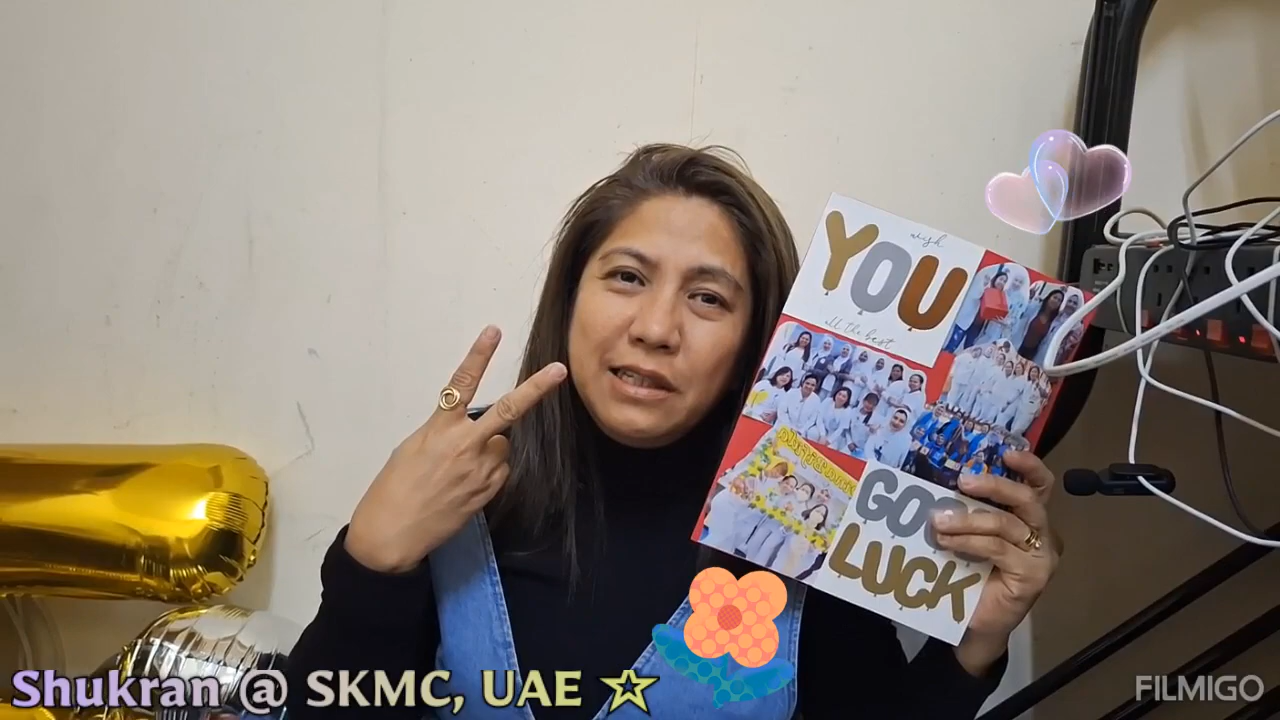 wish
YOU
all the best
GOOD
LUCK
Shukran @ SKMC, UAE ☆
FILMIGO